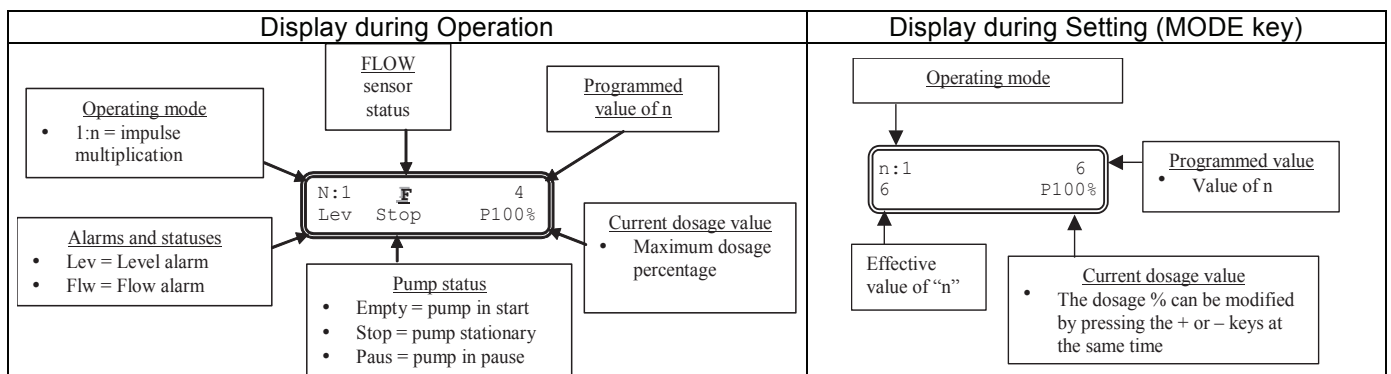 Display during Operation
Display during Setting (MODE key)
FLOW
sensor
status
Operating mode
• 1:n = impulse
multiplication
Programmed
value of n
N:1 F 4
Lev Stop P100%
Alarms and statuses
• Lev = Level alarm
• Flw = Flow alarm
Pump status
• Empty = pump in start
• Stop = pump stationary
• Paus = pump in pause
Current dosage value
• Maximum dosage
percentage
Operating mode
n:1 6
6 P100%
Programmed value
• Value of n
Effective
value of “n”
Current dosage value
• The dosage % can be modified
by pressing the + or – keys at
the same time